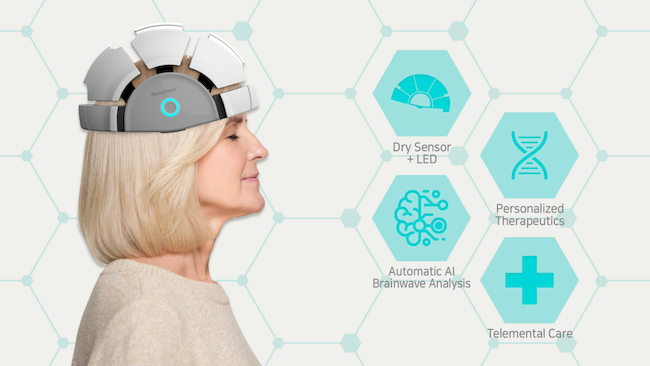 Dry Sensor
+ LED
Personalized
Therapeutics
Automatic AI
Brainwave Analysis
Telemental Care